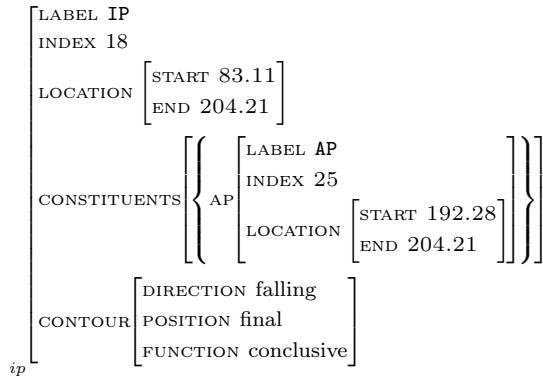 LABEL IP
INDEX 18
LOCATION START 83.11
END 204.21
LABEL AP
INDEX 25
CONSTITUENTS AP
LOCATION START 192.28
END 204.21
DIRECTION falling
CONTOUR POSITION final
FUNCTION conclusive
ip